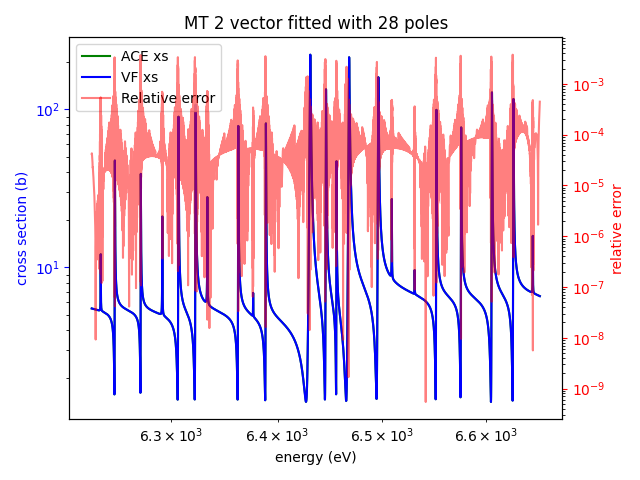 MT 2 vector fitted with 28 poles
ACE xs
VF xs
Relative error
cross section (b)
10²
10¹
relative error
10⁻³
10⁻⁴
10⁻⁵
10⁻⁶
10⁻⁷
10⁻⁸
10⁻⁹
6.3 × 10³ 6.4 × 10³ 6.5 × 10³ 6.6 × 10³
energy (eV)